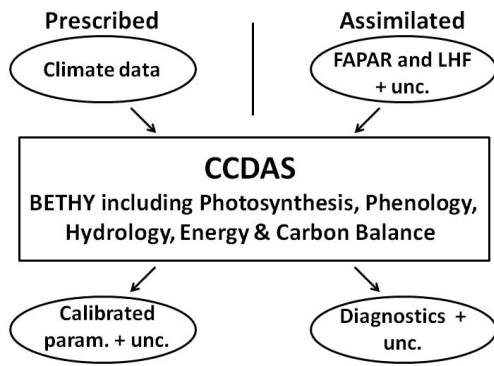 Prescribed
Assimilated
Climate data
FAPAR and LHF
+ unc.
CCDAS
BETHY including Photosynthesis, Phenology,
Hydrology, Energy & Carbon Balance
Calibrated
param. + unc.
Diagnostics +
unc.